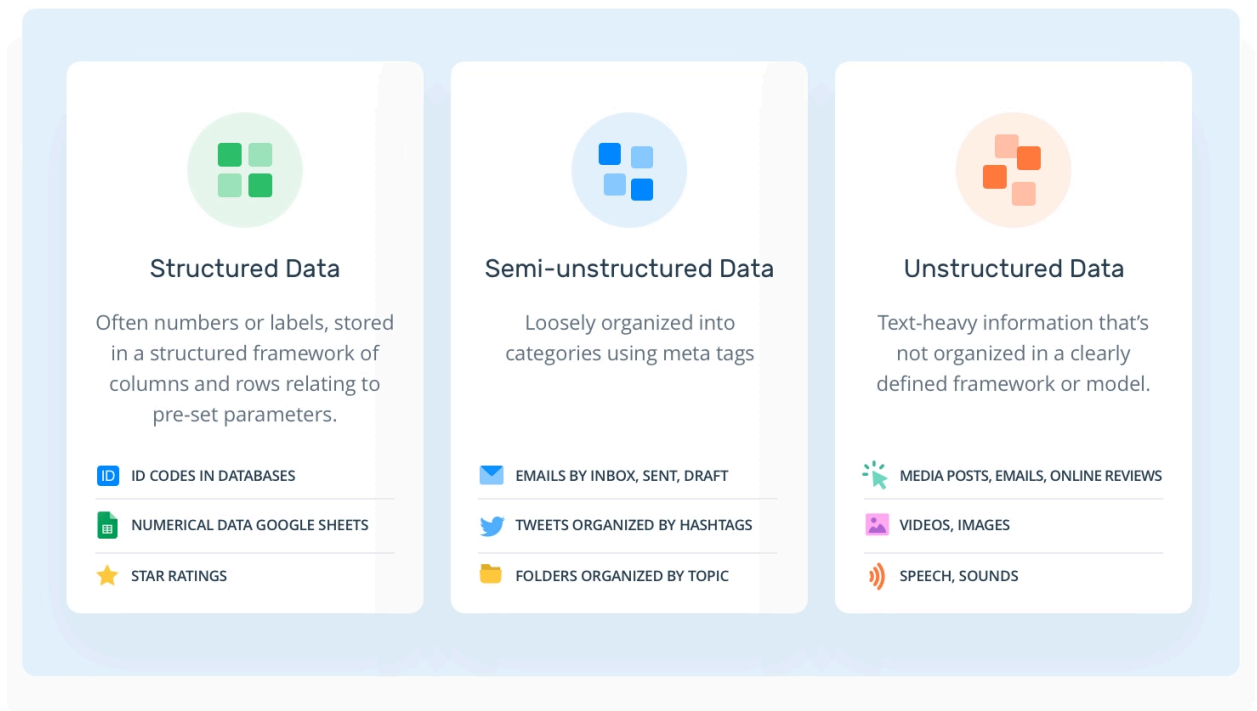 Structured Data
Often numbers or labels, stored
in a structured framework of
columns and rows relating to
pre-set parameters.
ID
ID CODES IN DATABASES
NUMERICAL DATA GOOGLE SHEETS
STAR RATINGS
Semi-unstructured Data
Loosely organized into
categories using meta tags
EMAILS BY INBOX, SENT, DRAFT
TWEETS ORGANIZED BY HASHTAGS
FOLDERS ORGANIZED BY TOPIC
Unstructured Data
Text-heavy information that’s
not organized in a clearly
defined framework or model.
MEDIA POSTS, EMAILS, ONLINE REVIEWS
VIDEOS, IMAGES
SPEECH, SOUNDS